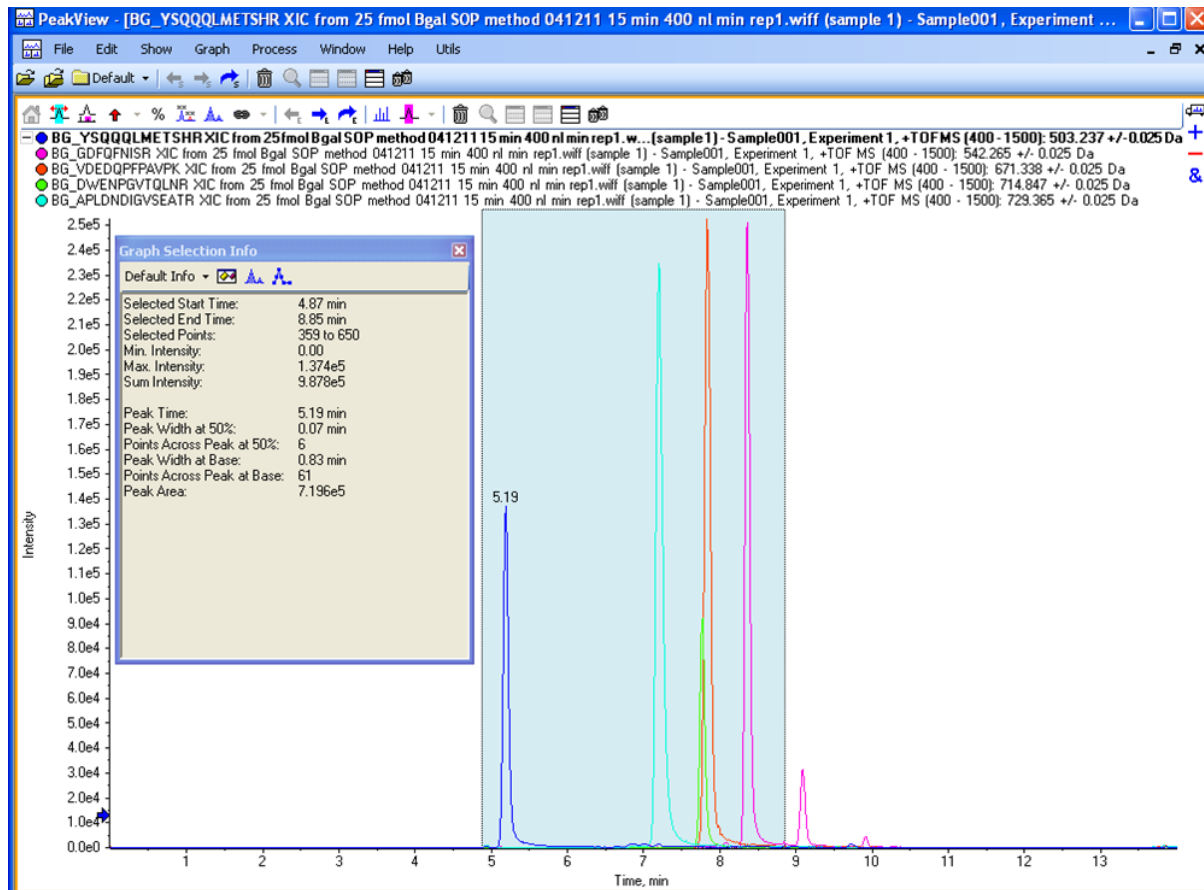 PeakView - [BG_YSQQQLMETSHR XIC from 25 fmol Bgal SOP method 041211 15 min 400 nl min rep1.wiff (sample 1) - Sample001, Experiment ...
File Edit Show Graph Process Window Help Utils
Default
%
BG_YSQQQLMETSHR XIC from 25 fmol Bgal SOP method 041211 15 min 400 nl min rep1.w...(sample 1) - Sample001, Experiment 1, +TOF MS (400 - 1500): 503.237 +/- 0.025 Da
BG_GDFQFNISR XIC from 25 fmol Bgal SOP method 041211 15 min 400 nl min rep1.wiff (sample 1) - Sample001, Experiment 1, +TOF MS (400 - 1500): 542.265 +/- 0.025 Da
BG_VDEDQPFPAVPK XIC from 25 fmol Bgal SOP method 041211 15 min 400 nl min rep1.wiff (sample 1) - Sample001, Experiment 1, +TOF MS (400 - 1500): 671.338 +/- 0.025 Da
BG_DWENPGVTQLNR XIC from 25 fmol Bgal SOP method 041211 15 min 400 nl min rep1.wiff (sample 1) - Sample001, Experiment 1, +TOF MS (400 - 1500): 714.847 +/- 0.025 Da
BG_APLDNDIGVSEATR XIC from 25 fmol Bgal SOP method 041211 15 min 400 nl min rep1.wiff (sample 1) - Sample001, Experiment 1, +TOF MS (400 - 1500): 729.365 +/- 0.025 Da
+
–
&
2.5e5
2.4e5
2.3e5
2.2e5
2.1e5
2.0e5
1.9e5
1.8e5
1.7e5
1.6e5
1.5e5
1.4e5
1.3e5
1.2e5
1.1e5
1.0e5
9.0e4
8.0e4
7.0e4
6.0e4
5.0e4
4.0e4
3.0e4
2.0e4
1.0e4
0.0e0
Intensity
Graph Selection Info
Default Info
Selected Start Time: 4.87 min
Selected End Time: 8.85 min
Selected Points: 359 to 650
Min. Intensity: 0.00
Max. Intensity: 1.374e5
Sum Intensity: 9.878e5
Peak Time: 5.19 min
Peak Width at 50%: 0.07 min
Points Across Peak at 50%: 6
Peak Width at Base: 0.83 min
Points Across Peak at Base: 61
Peak Area: 7.196e5
5.19
1 2 3 4 5 6 7 8 9 10 11 12 13
Time, min